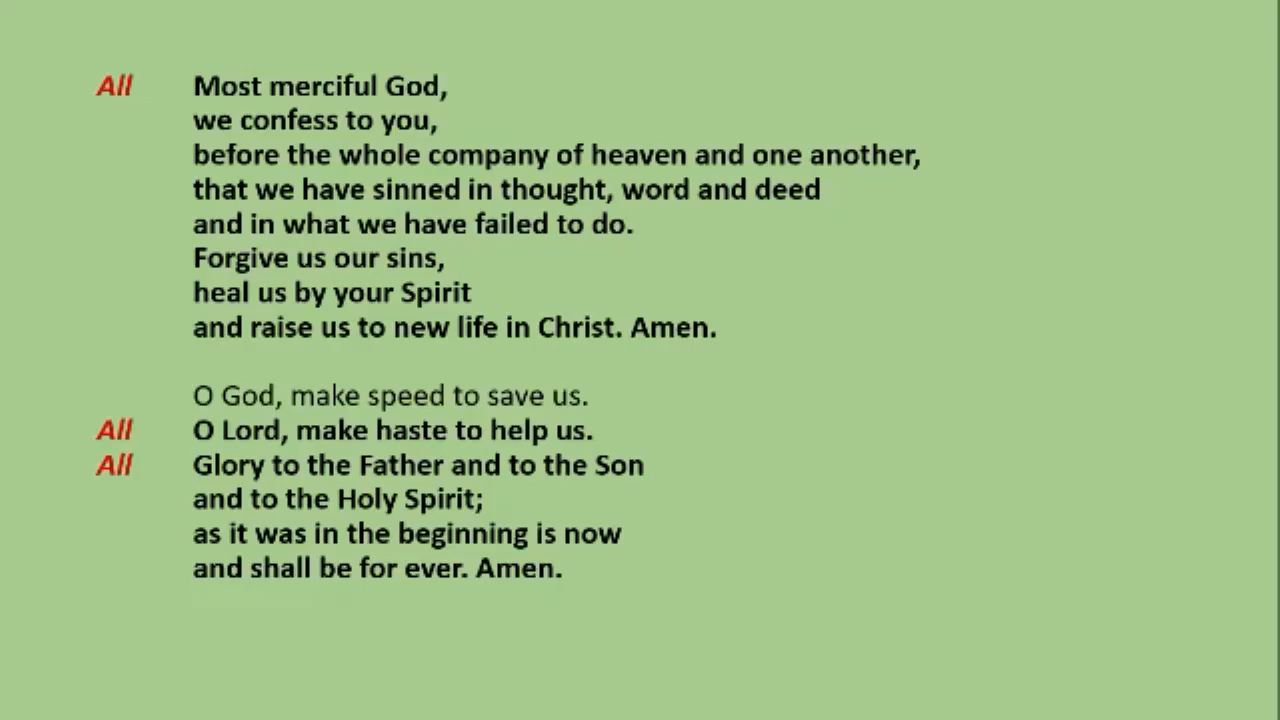 All Most merciful God,
we confess to you,
before the whole company of heaven and one another,
that we have sinned in thought, word and deed
and in what we have failed to do.
Forgive us our sins,
heal us by your Spirit
and raise us to new life in Christ. Amen.
O God, make speed to save us.
All O Lord, make haste to help us.
All Glory to the Father and to the Son
and to the Holy Spirit;
as it was in the beginning is now
and shall be for ever. Amen.